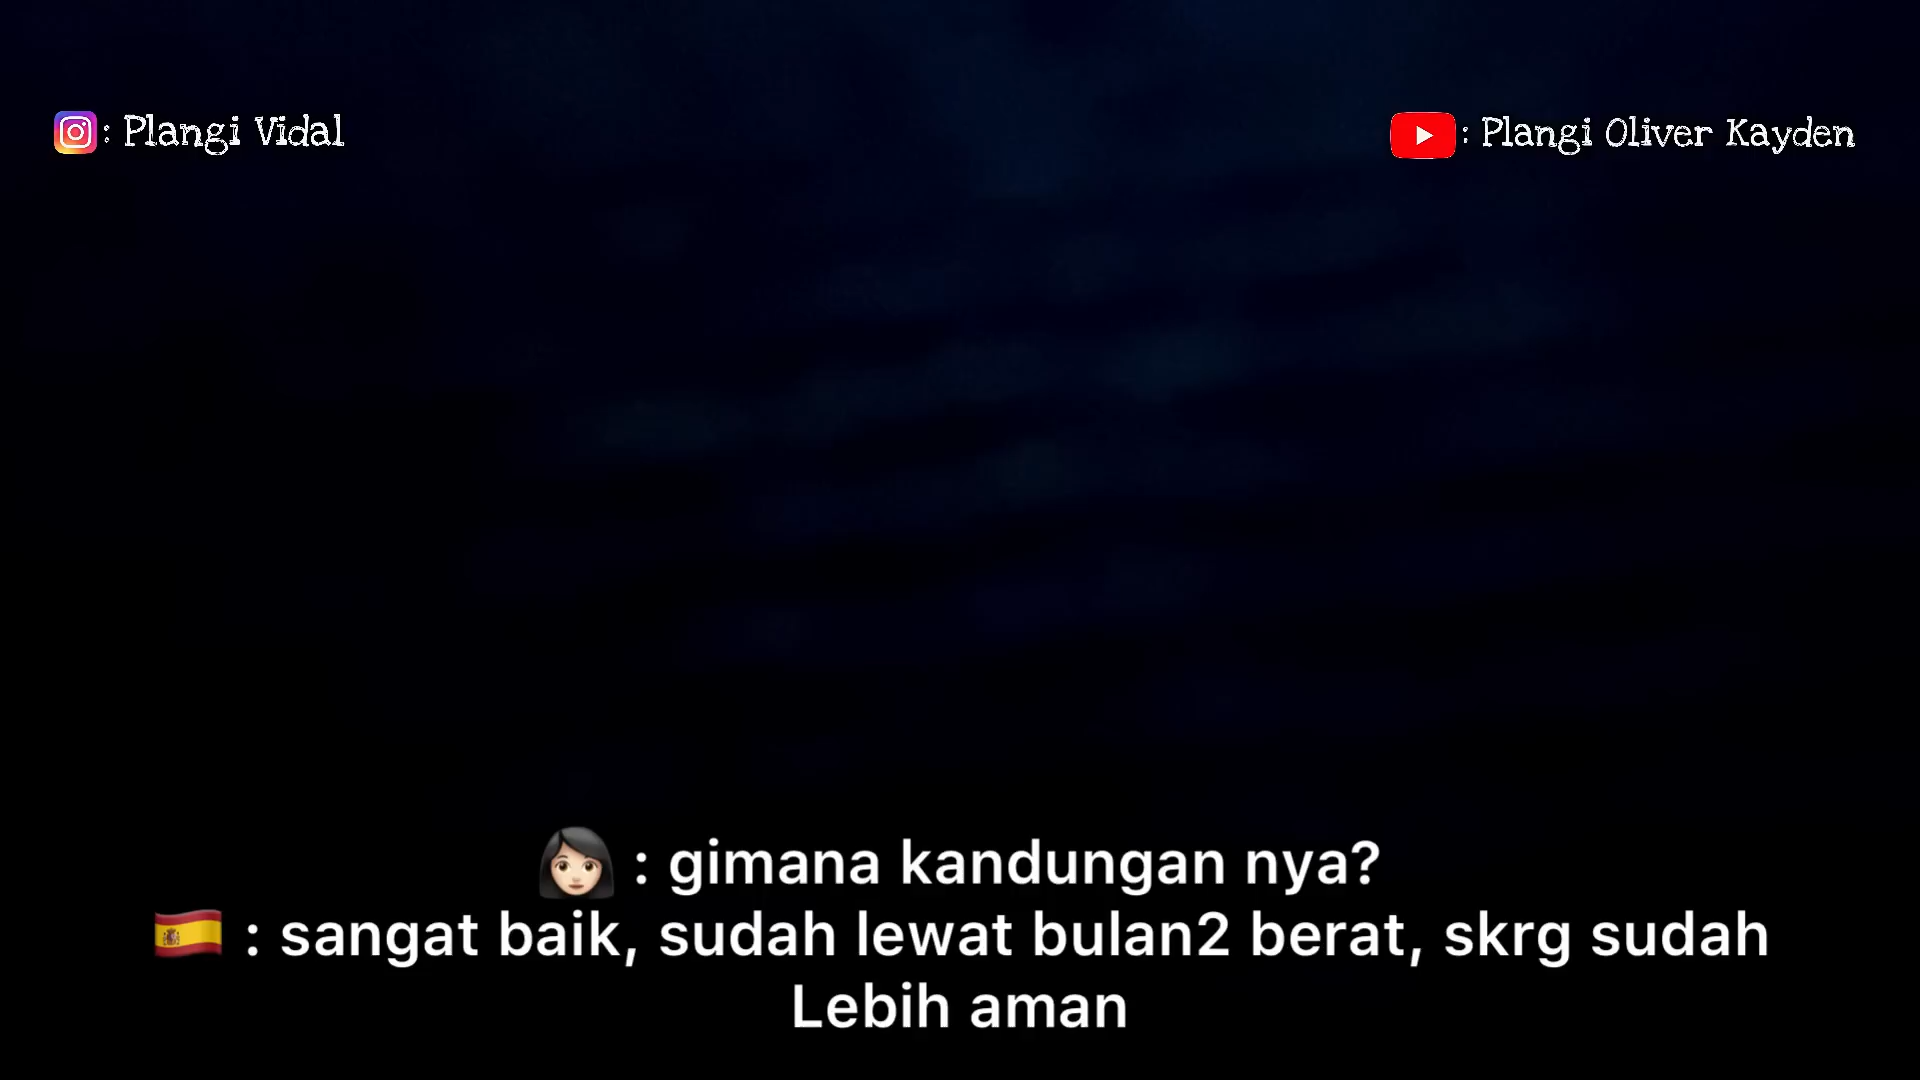 : Plangi Vidal
: Plangi Oliver Kayden
👩🏻 : gimana kandungan nya?
🇪🇸 : sangat baik, sudah lewat bulan2 berat, skrg sudah
Lebih aman